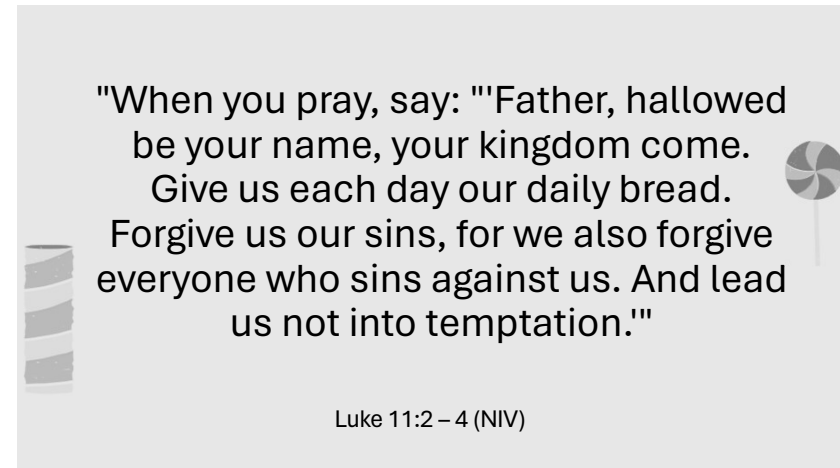 "When you pray, say: "'Father, hallowed
be your name, your kingdom come.
Give us each day our daily bread.
Forgive us our sins, for we also forgive
everyone who sins against us. And lead
us not into temptation.'"
Luke 11:2 – 4 (NIV)